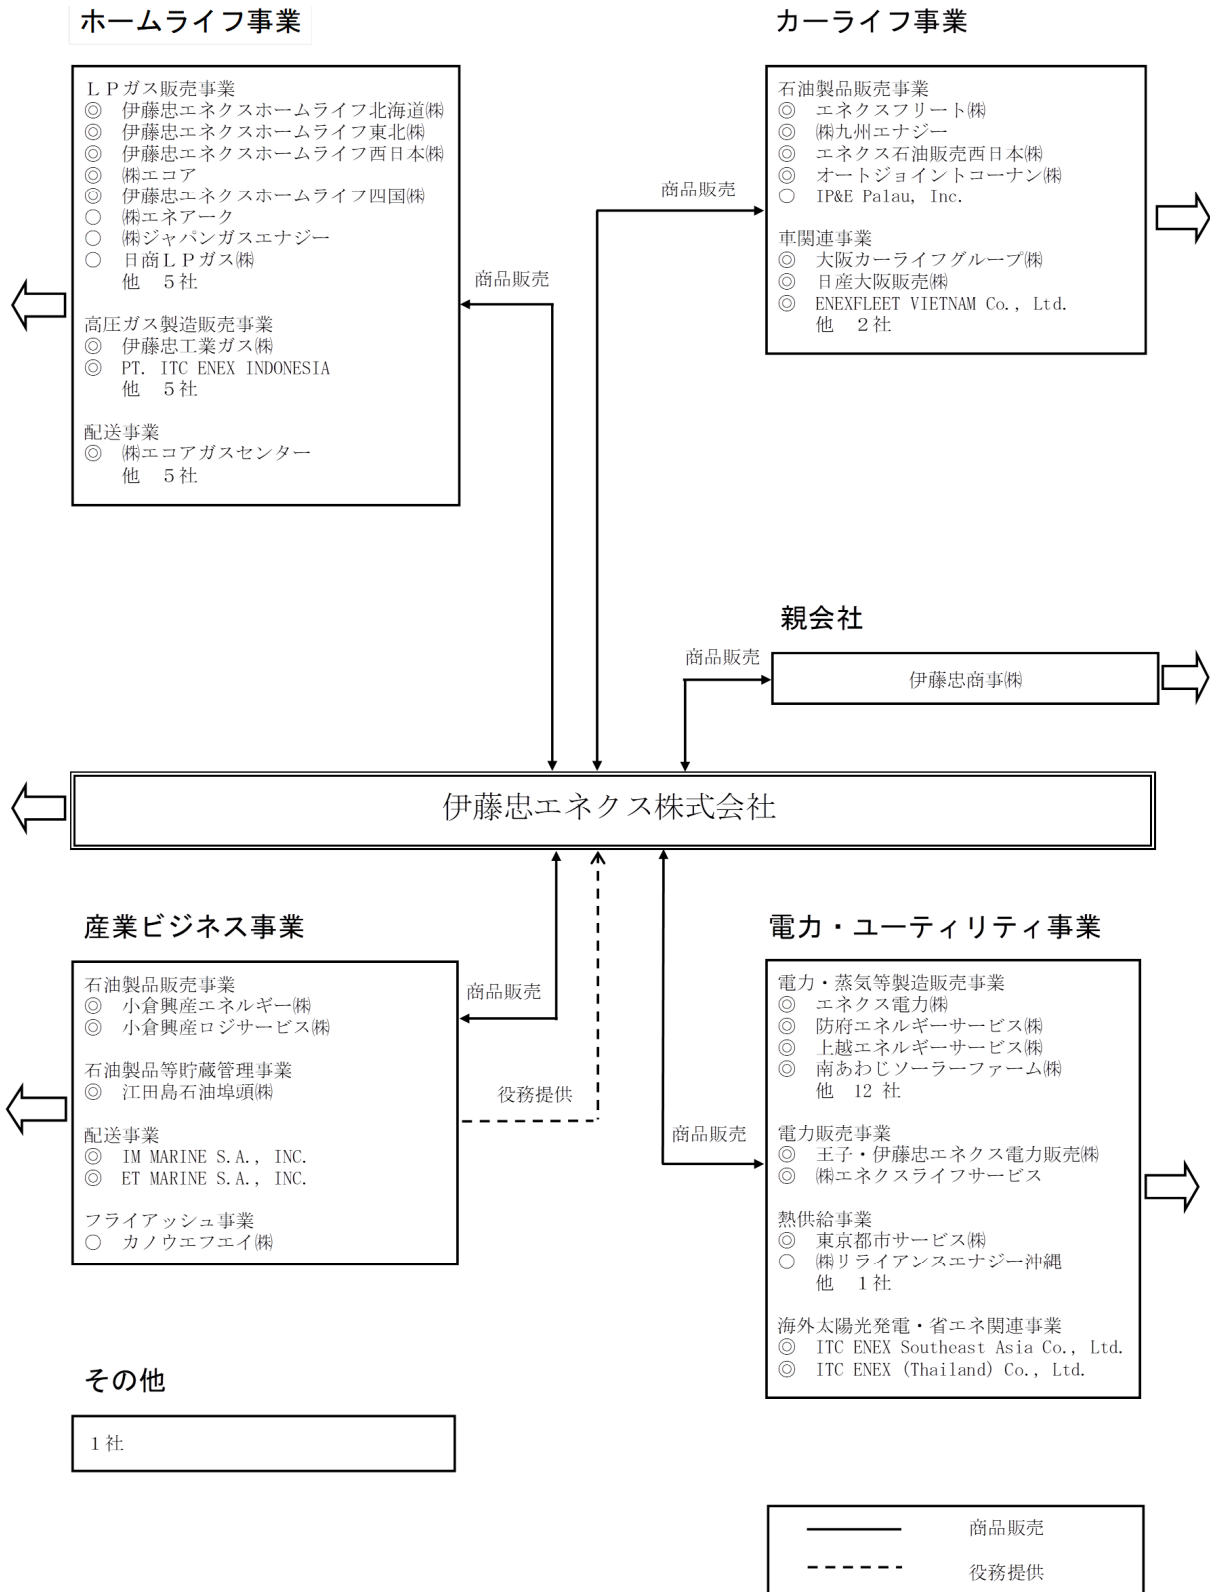 ホームライフ事業
ＬＰガス販売事業
◎ 伊藤忠エネクスホームライフ北海道㈱
◎ 伊藤忠エネクスホームライフ東北㈱
◎ 伊藤忠エネクスホームライフ西日本㈱
◎ ㈱エコア
◎ 伊藤忠エネクスホームライフ四国㈱
○ ㈱エネアーク
○ ㈱ジャパンガスエナジー
○ 日商ＬＰガス㈱
他 ５社
高圧ガス製造販売事業
◎ 伊藤忠工業ガス㈱
◎ PT. ITC ENEX INDONESIA
他 ５社
配送事業
◎ ㈱エコアガスセンター
他 ５社
商品販売
カーライフ事業
石油製品販売事業
◎ エネクスフリート㈱
◎ ㈱九州エナジー
◎ エネクス石油販売西日本㈱
◎ オートジョイントコーナン㈱
○ IP&E Palau, Inc.
車関連事業
◎ 大阪カーライフグループ㈱
◎ 日産大阪販売㈱
◎ ENEXFLEET VIETNAM Co., Ltd.
他 ２社
商品販売
親会社
商品販売
伊藤忠商事㈱
伊藤忠エネクス株式会社
産業ビジネス事業
石油製品販売事業
◎ 小倉興産エネルギー㈱
◎ 小倉興産ロジサービス㈱
石油製品等貯蔵管理事業
◎ 江田島石油埠頭㈱
配送事業
◎ IM MARINE S.A., INC.
◎ ET MARINE S.A., INC.
フライアッシュ事業
○ カノウエフエイ㈱
商品販売
役務提供
電力・ユーティリティ事業
電力・蒸気等製造販売事業
◎ エネクス電力㈱
◎ 防府エネルギーサービス㈱
◎ 上越エネルギーサービス㈱
◎ 南あわじソーラーファーム㈱
他 12 社
電力販売事業
◎ 王子・伊藤忠エネクス電力販売㈱
◎ ㈱エネクスライフサービス
熱供給事業
◎ 東京都市サービス㈱
○ ㈱リライアンスエナジー沖縄
他 １社
海外太陽光発電・省エネ関連事業
◎ ITC ENEX Southeast Asia Co., Ltd.
◎ ITC ENEX (Thailand) Co., Ltd.
商品販売
その他
１社
商品販売
役務提供